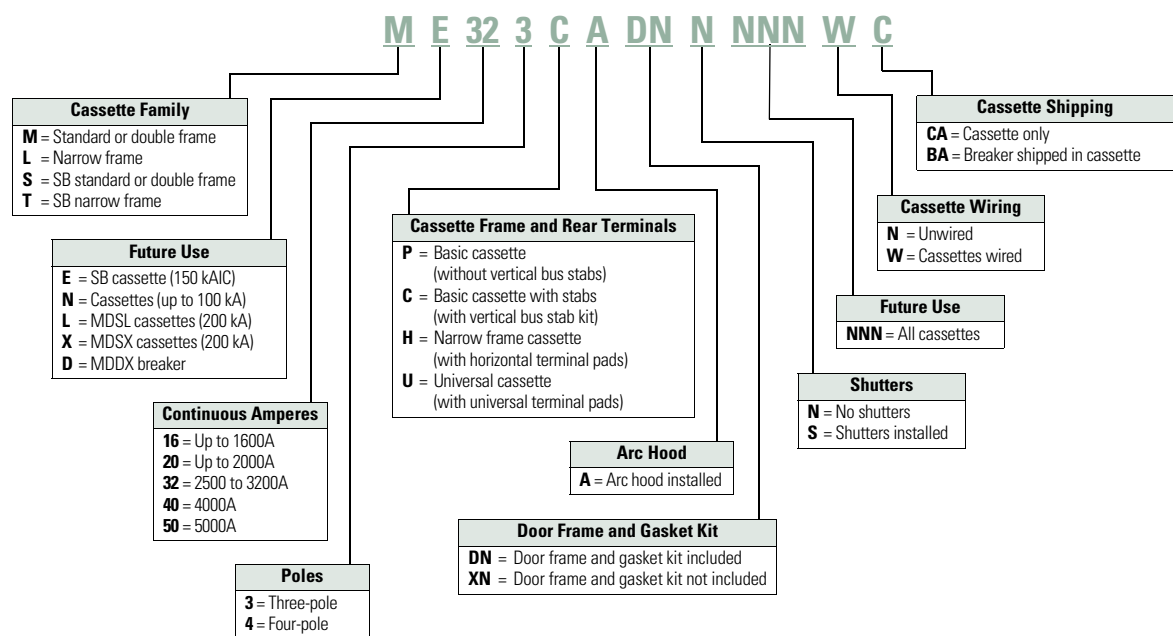 M E 32 3 C A DN N NNN W C
Cassette Family
M = Standard or double frame
L = Narrow frame
S = SB standard or double frame
T = SB narrow frame
Future Use
E = SB cassette (150 kAIC)
N = Cassettes (up to 100 kA)
L = MDSL cassettes (200 kA)
X = MDSX cassettes (200 kA)
D = MDDX breaker
Continuous Amperes
16 = Up to 1600A
20 = Up to 2000A
32 = 2500 to 3200A
40 = 4000A
50 = 5000A
Poles
3 = Three-pole
4 = Four-pole
Cassette Frame and Rear Terminals
P = Basic cassette
(without vertical bus stabs)
C = Basic cassette with stabs
(with vertical bus stab kit)
H = Narrow frame cassette
(with horizontal terminal pads)
U = Universal cassette
(with universal terminal pads)
Arc Hood
A = Arc hood installed
Door Frame and Gasket Kit
DN = Door frame and gasket kit included
XN = Door frame and gasket kit not included
Shutters
N = No shutters
S = Shutters installed
Future Use
NNN = All cassettes
Cassette Wiring
N = Unwired
W = Cassettes wired
Cassette Shipping
CA = Cassette only
BA = Breaker shipped in cassette